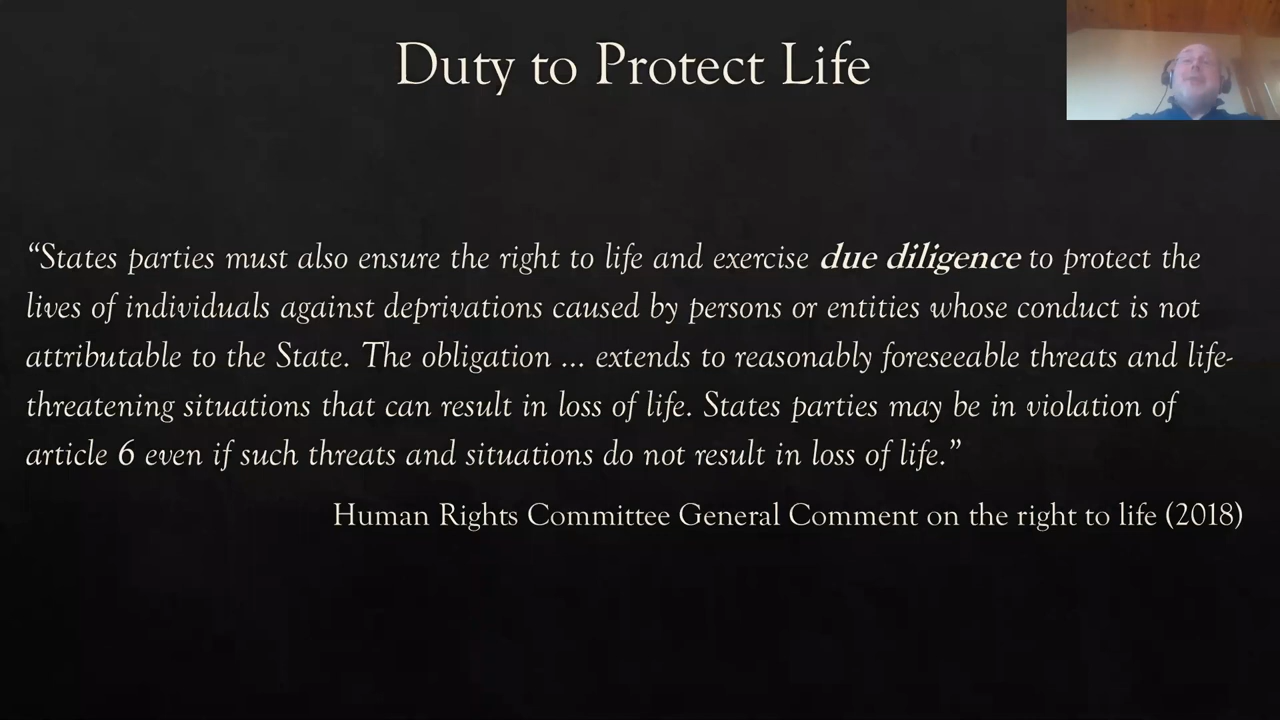 Duty to Protect Life
“States parties must also ensure the right to life and exercise due diligence to protect the
lives of individuals against deprivations caused by persons or entities whose conduct is not
attributable to the State. The obligation … extends to reasonably foreseeable threats and life-
threatening situations that can result in loss of life. States parties may be in violation of
article 6 even if such threats and situations do not result in loss of life.”
Human Rights Committee General Comment on the right to life (2018)